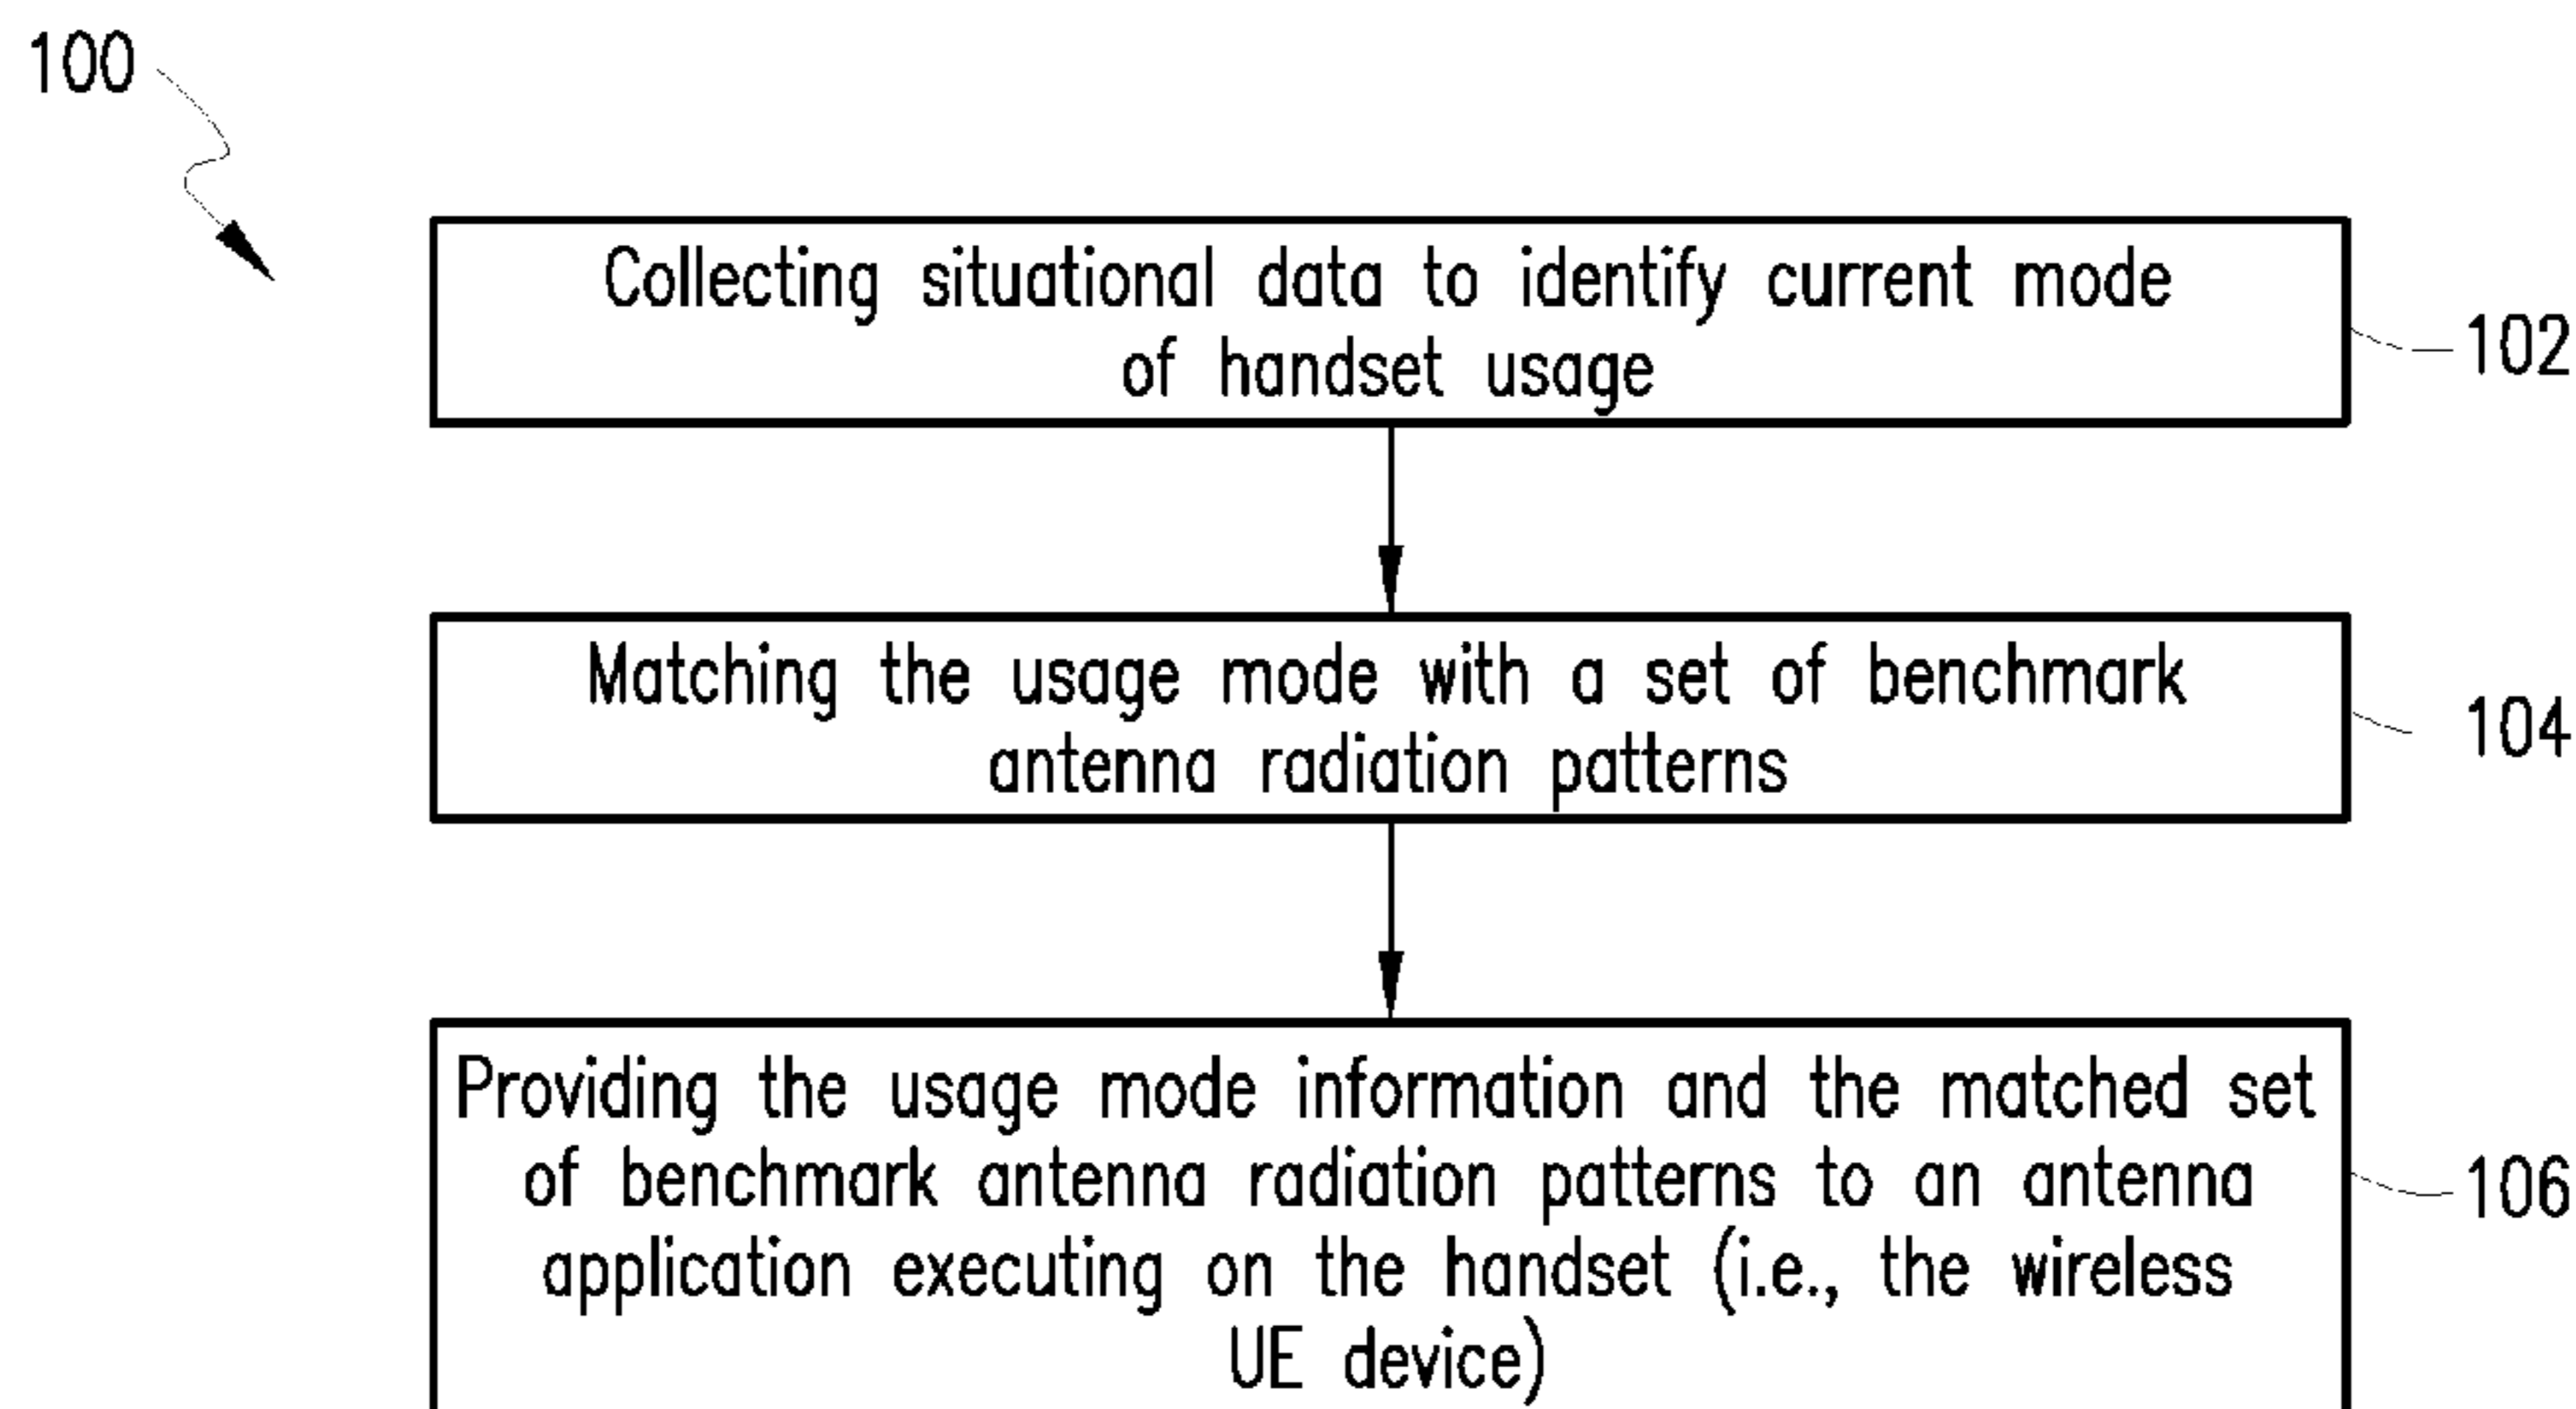 100
Collecting situational data to identify current mode
of handset usage
102
Matching the usage mode with a set of benchmark
antenna radiation patterns
104
Providing the usage mode information and the matched set
of benchmark antenna radiation patterns to an antenna
application executing on the handset (i.e., the wireless
UE device)
106